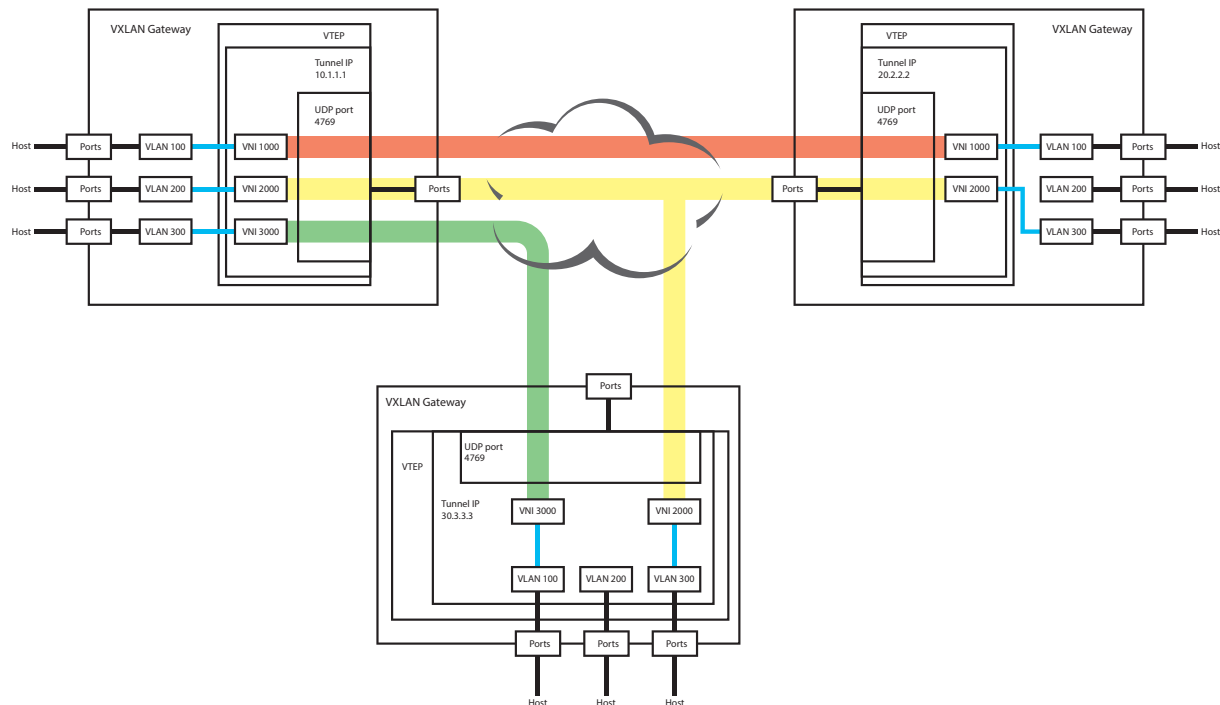 VXLAN Gateway
VTEP
Tunnel IP
10.1.1.1
UDP port
4769
Host
Ports
VLAN 100
VNI 1000
Host
Ports
VLAN 200
VNI 2000
Ports
Host
Ports
VLAN 300
VNI 3000
VTEP
VXLAN Gateway
Tunnel IP
20.2.2.2
UDP port
4769
VNI 1000
VLAN 100
Ports
Host
Ports
VNI 2000
VLAN 200
Ports
Host
VLAN 300
Ports
Host
Ports
VXLAN Gateway
UDP port
4769
VTEP
Tunnel IP
30.3.3.3
VNI 3000
VNI 2000
VLAN 100
VLAN 200
VLAN 300
Ports
Ports
Ports
Host
Host
Host